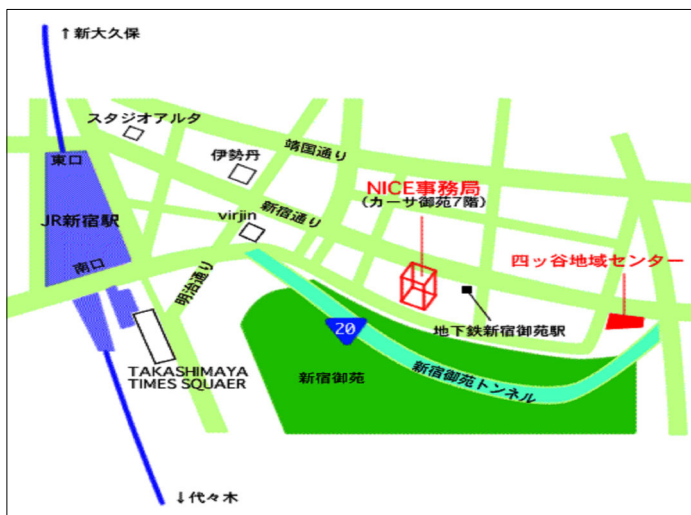 ↑新大久保
スタジオアルタ
東口
伊勢丹
靖国通り
NICE事務局
(カーサ御苑7階)
JR新宿駅
virjin
新宿通り
四ッ谷地域センター
南口
明治通り
20
地下鉄新宿御苑駅
TAKASHIMAYA
TIMES SQUAER
新宿御苑
新宿御苑トンネル
↓代々木